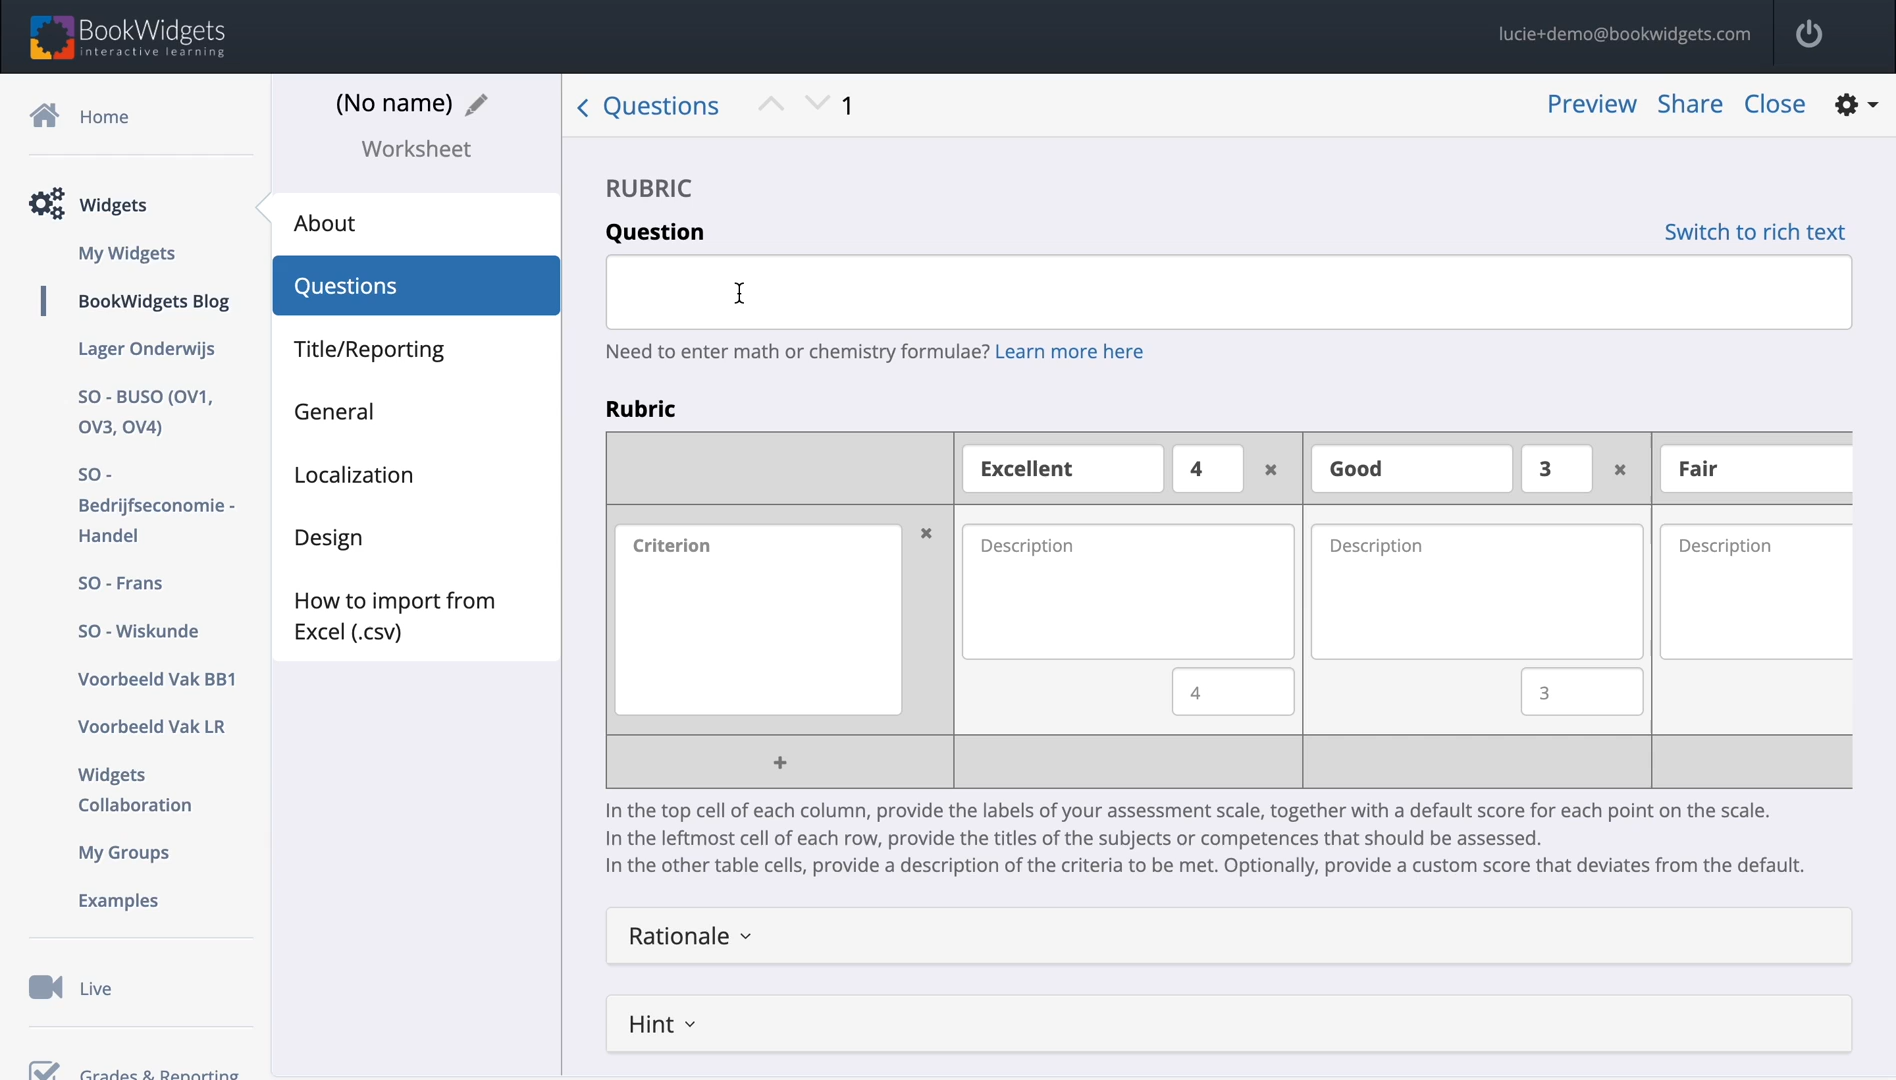 BookWidgets
interactive learning
lucie+demo@bookwidgets.com
Home
Widgets
My Widgets
BookWidgets Blog
Lager Onderwijs
SO - BUSO (OV1,
OV3, OV4)
SO -
Bedrijfseconomie -
Handel
SO - Frans
SO - Wiskunde
Voorbeeld Vak BB1
Voorbeeld Vak LR
Widgets
Collaboration
My Groups
Examples
Live
Grades & Reporting
(No name)
Worksheet
About
Questions
Title/Reporting
General
Localization
Design
How to import from
Excel (.csv)
Questions 1
Preview Share Close
RUBRIC
Question
Switch to rich text
Need to enter math or chemistry formulae? Learn more here
Rubric
Excellent 4 Good 3 Fair
Criterion Description Description Description
4 3
+
In the top cell of each column, provide the labels of your assessment scale, together with a default score for each point on the scale.
In the leftmost cell of each row, provide the titles of the subjects or competences that should be assessed.
In the other table cells, provide a description of the criteria to be met. Optionally, provide a custom score that deviates from the default.
Rationale
Hint